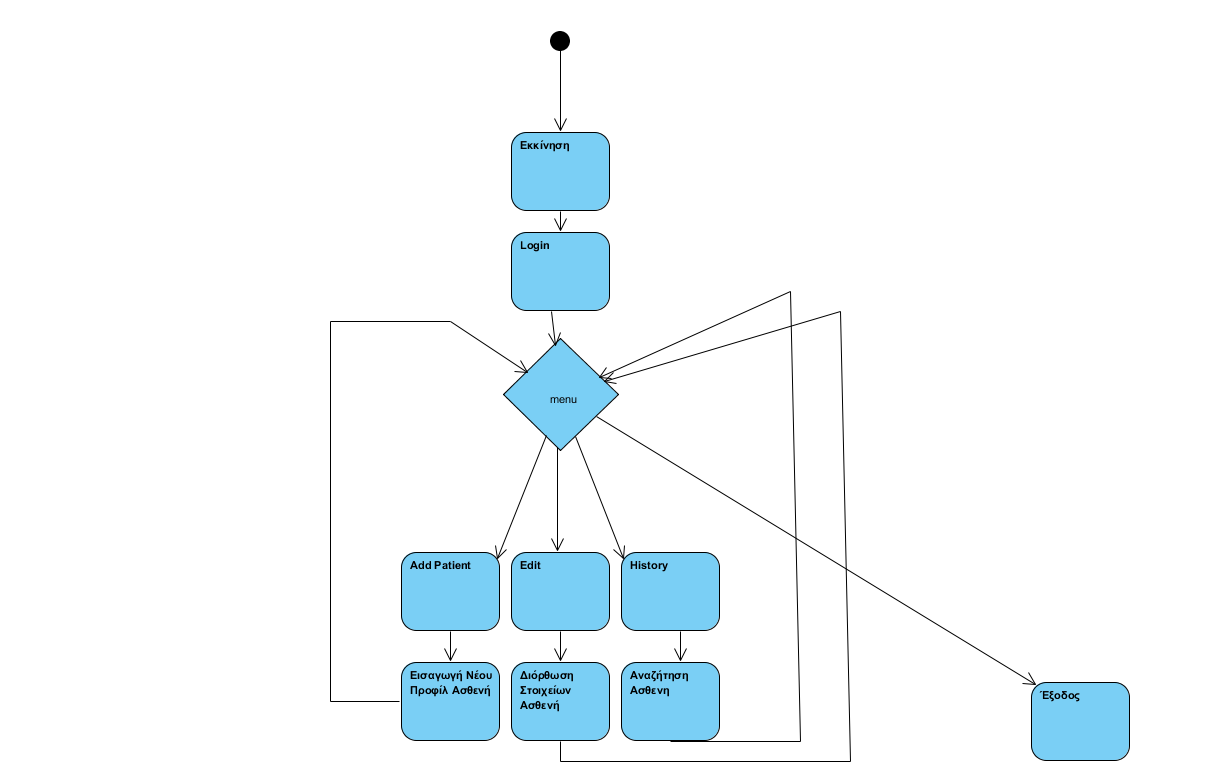 Εκκίνηση
Login
menu
Add Patient
Edit
History
Εισαγωγή Νέου
Προφίλ Ασθενή
Διόρθωση
Στοιχείων
Ασθενή
Αναζήτηση
Ασθενη
Έξοδος